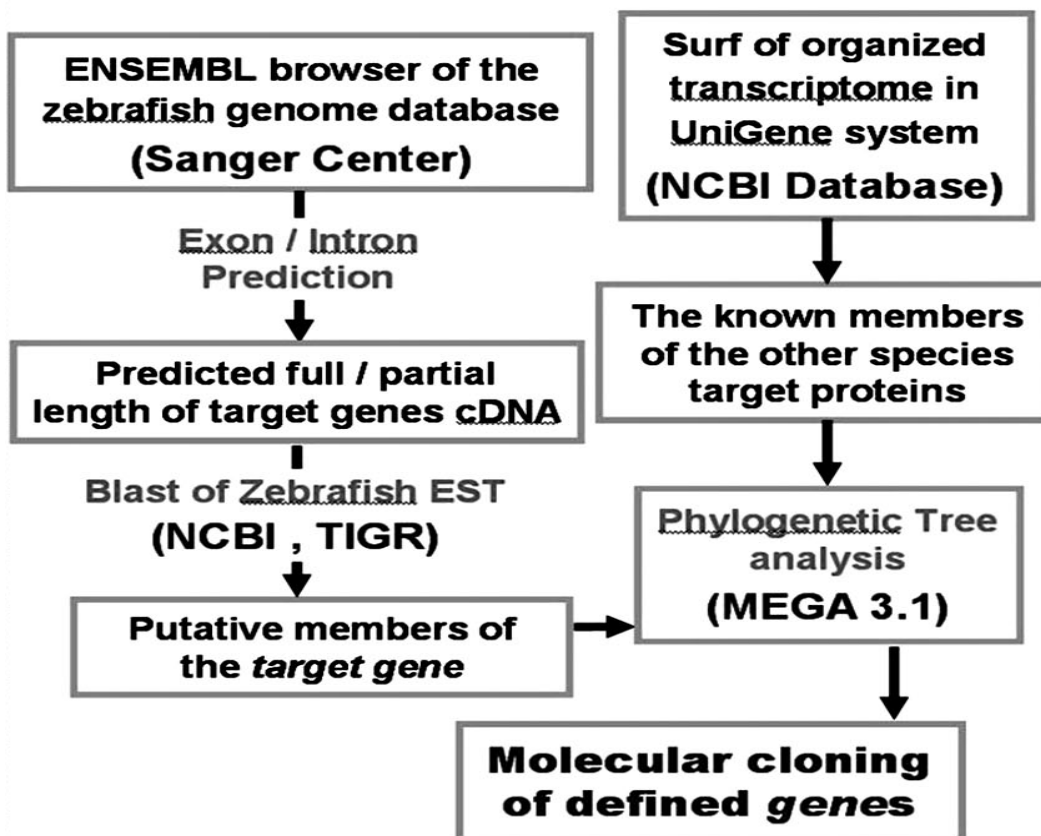 ENSEMBL browser of the
zebrafish genome database
(Sanger Center)
Exon / Intron
Prediction
Predicted full / partial
length of target genes cDNA
Blast of Zebrafish EST
(NCBI , TIGR)
Putative members of
the target gene
Surf of organized
transcriptome in
UniGene system
(NCBI Database)
The known members
of the other species
target proteins
Phylogenetic Tree
analysis
(MEGA 3.1)
Molecular cloning
of defined genes